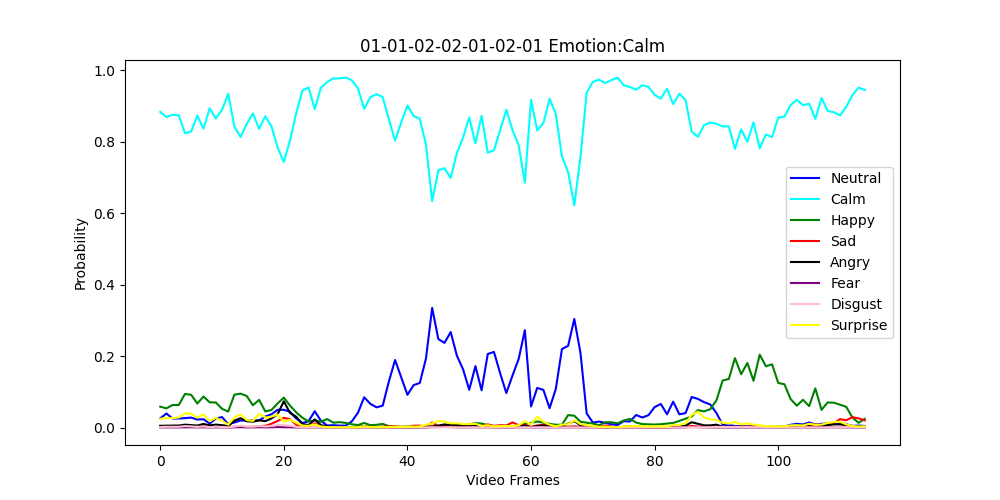 01-01-02-02-01-02-01 Emotion:Calm
1.0
0.8
0.6
0.4
0.2
0.0
Probability
0 20 40 60 80 100
Video Frames
Neutral
Calm
Happy
Sad
Angry
Fear
Disgust
Surprise